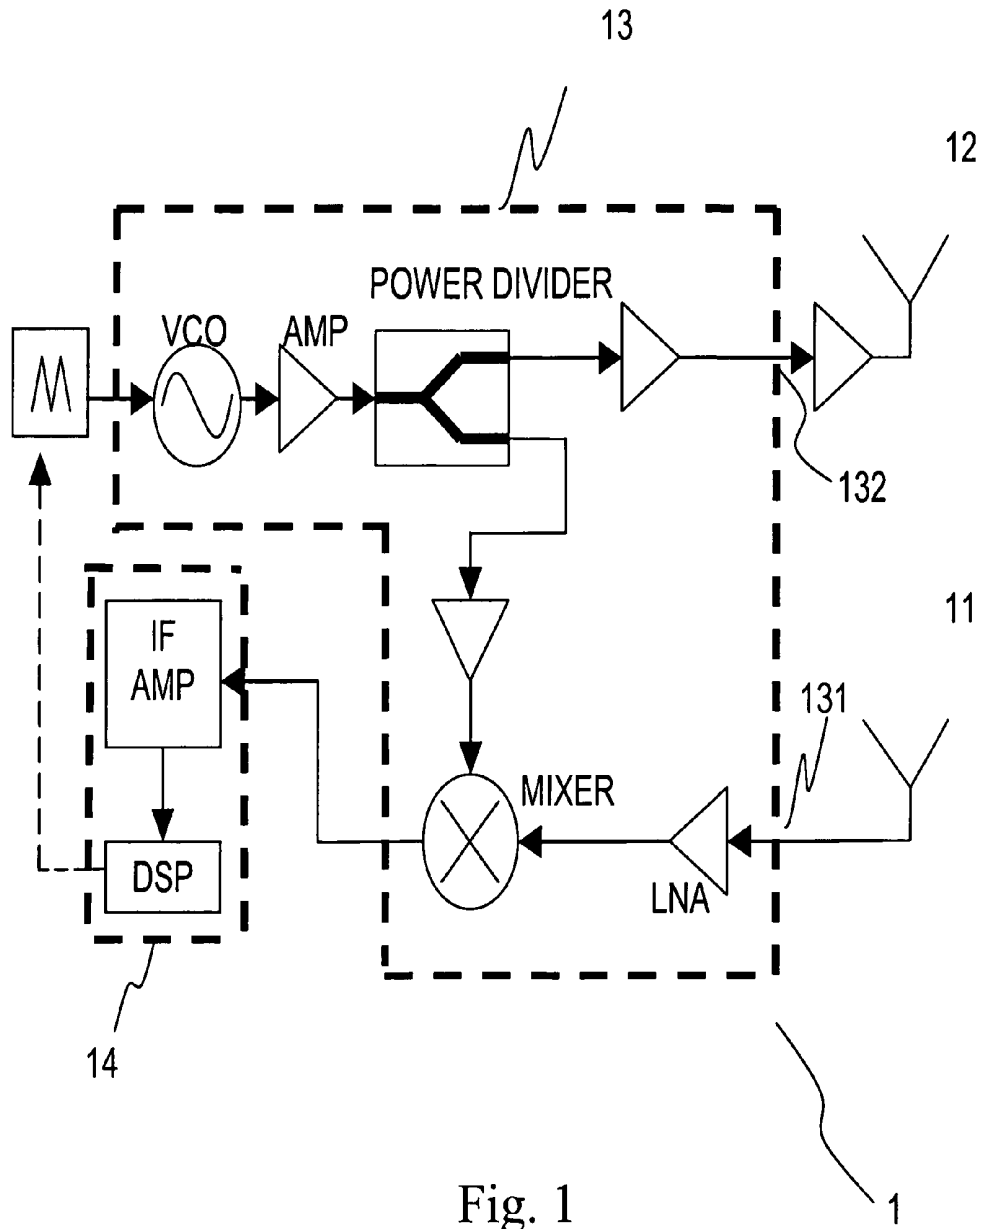 13
12
POWER DIVIDER
VCO
AMP
132
11
IF
AMP
131
MIXER
DSP
LNA
14
1
Fig. 1